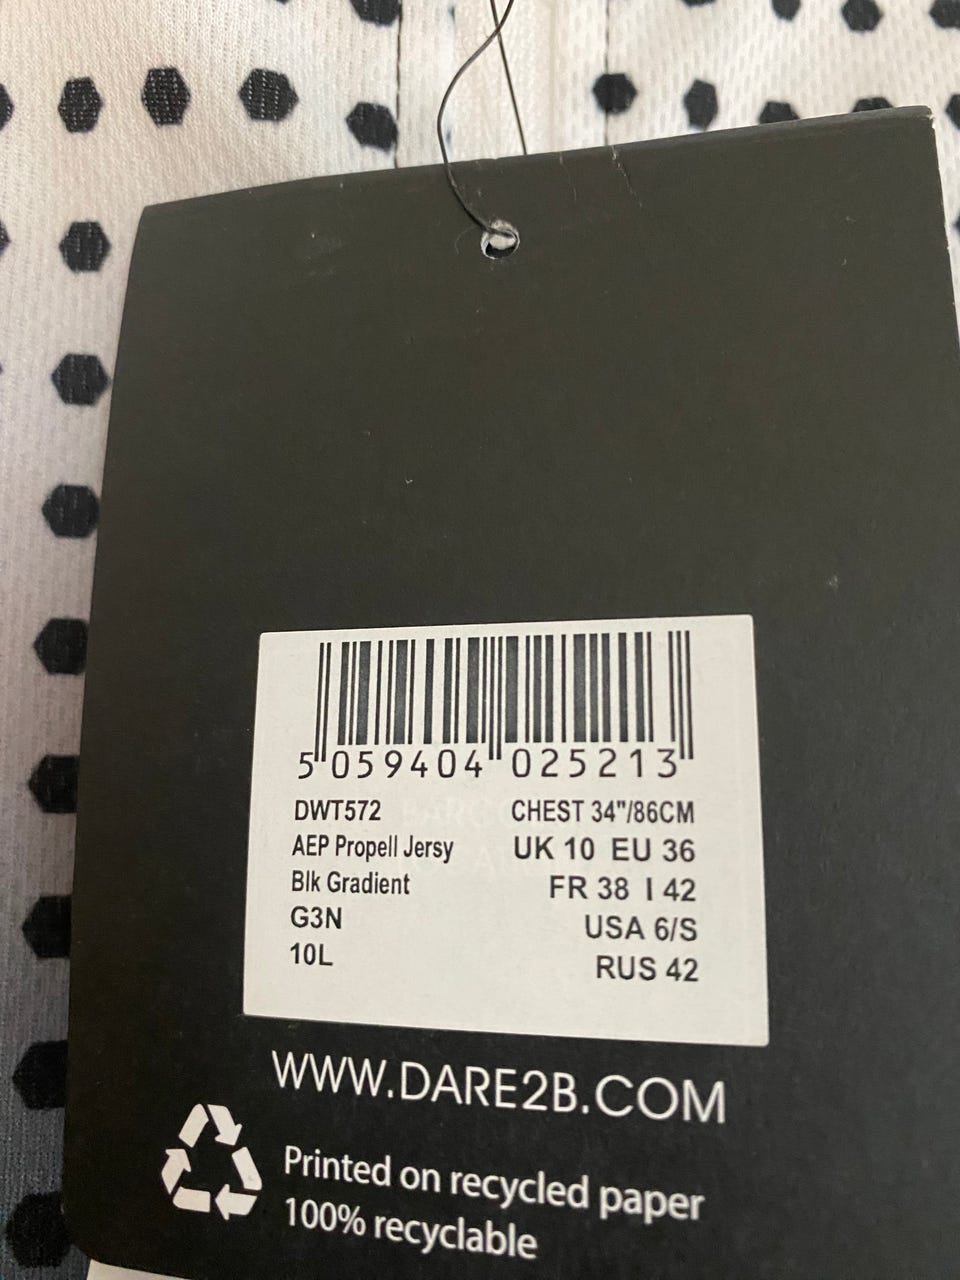 5 059404 025213
DWT572 CHEST 34"/86CM
AEP Propell Jersy UK 10 EU 36
Blk Gradient FR 38 I 42
G3N USA 6/S
10L RUS 42
WWW.DARE2B.COM
Printed on recycled paper
100% recyclable